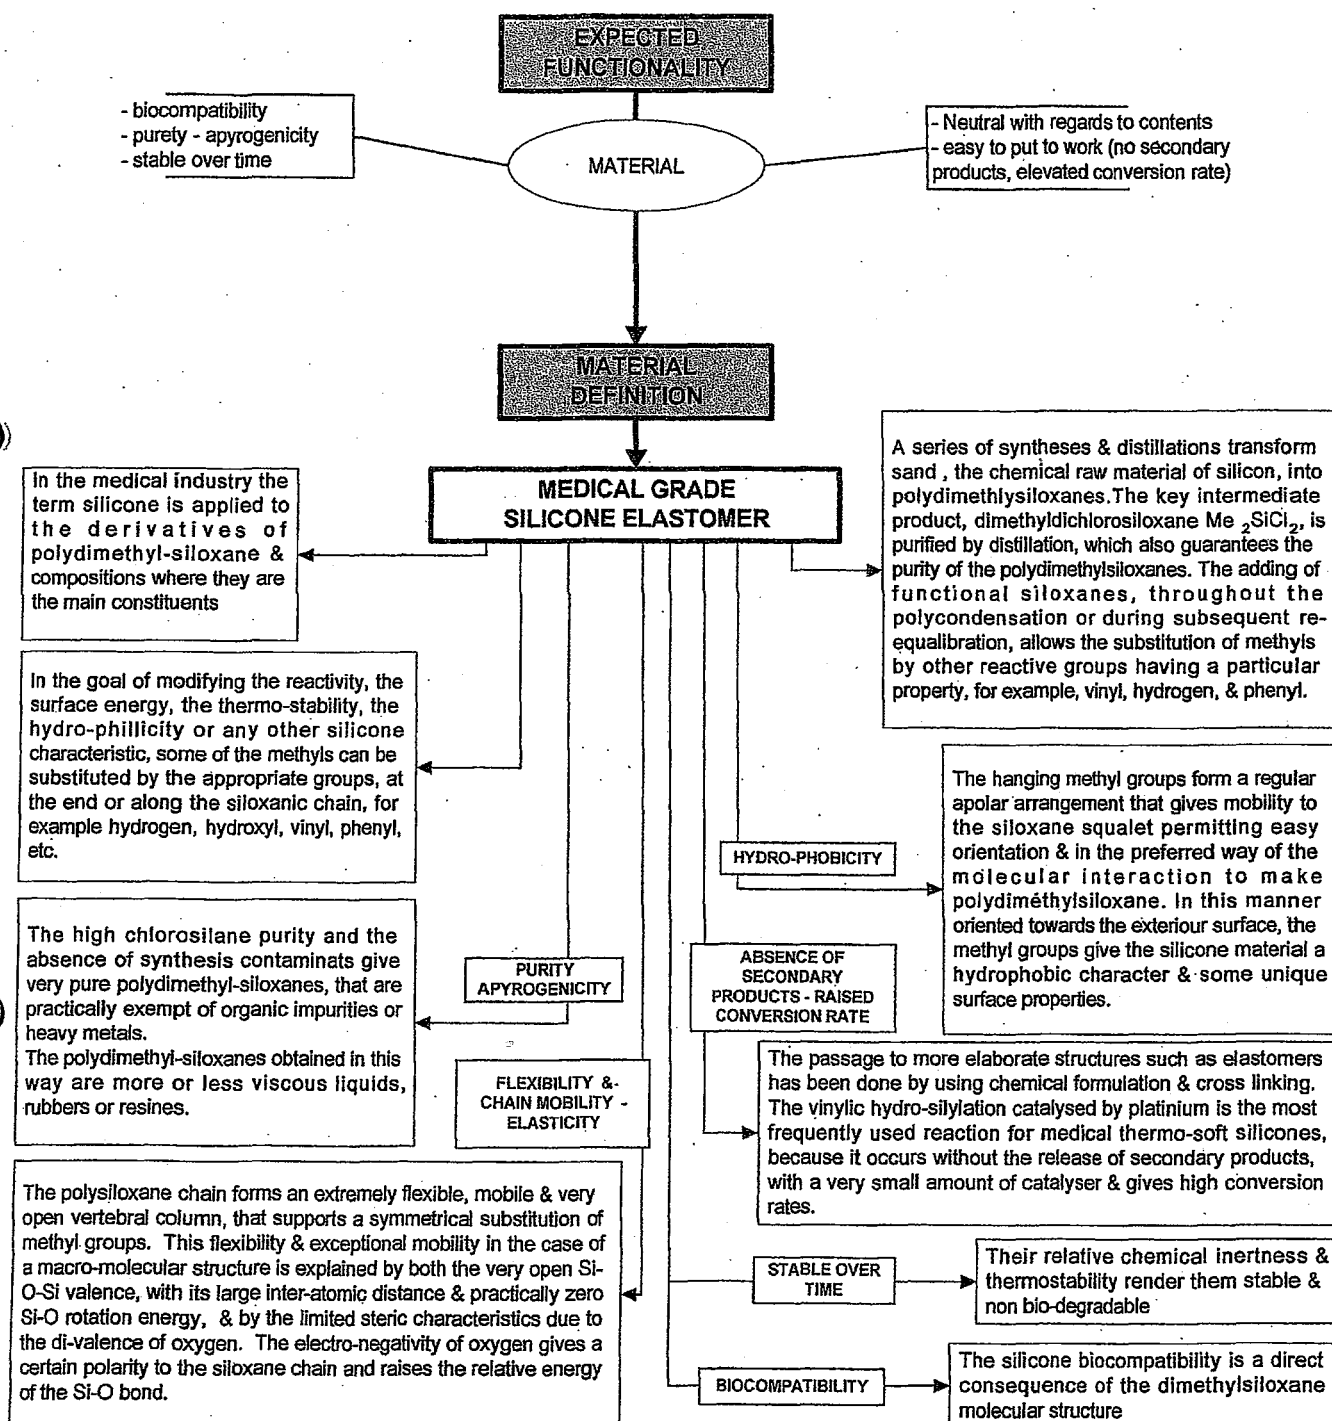 EXPECTED
FUNCTIONALITY
- biocompatibility
- purety - apyrogenicity
- stable over time
MATERIAL
- Neutral with regards to contents
- easy to put to work (no secondary
products, elevated conversion rate)
MATERIAL
DEFINITION
MEDICAL GRADE
SILICONE ELASTOMER
In the medical industry the
term silicone is applied to
the derivatives of
polydimethyl-siloxane &
compositions where they are
the main constituents
A series of syntheses & distillations transform
sand , the chemical raw material of silicon, into
polydimethlysiloxanes.The key intermediate
product, dimethyldichlorosiloxane Me ₂SiCl₂, is
purified by distillation, which also guarantees the
purity of the polydimethylsiloxanes. The adding of
functional siloxanes, throughout the
polycondensation or during subsequent re-
equalibration, allows the substitution of methyls
by other reactive groups having a particular
property, for example, vinyl, hydrogen, & phenyl.
In the goal of modifying the reactivity, the
surface energy, the thermo-stability, the
hydro-phillicity or any other silicone
characteristic, some of the methyls can be
substituted by the appropriate groups, at
the end or along the siloxanic chain, for
example hydrogen, hydroxyl, vinyl, phenyl,
etc.
HYDRO-PHOBICITY
The hanging methyl groups form a regular
apolar arrangement that gives mobility to
the siloxane squalet permitting easy
orientation & in the preferred way of the
molecular interaction to make
polydiméthylsiloxane. In this manner
oriented towards the exteriour surface, the
methyl groups give the silicone material a
hydrophobic character & some unique
surface properties.
The high chlorosilane purity and the
absence of synthesis contaminats give
very pure polydimethyl-siloxanes, that are
practically exempt of organic impurities or
heavy metals.
The polydimethyl-siloxanes obtained in this
way are more or less viscous liquids,
rubbers or resines.
PURITY
APYROGENICITY
ABSENCE OF
SECONDARY
PRODUCTS - RAISED
CONVERSION RATE
FLEXIBILITY &
CHAIN MOBILITY -
ELASTICITY
The passage to more elaborate structures such as elastomers
has been done by using chemical formulation & cross linking.
The vinylic hydro-silylation catalysed by platinium is the most
frequently used reaction for medical thermo-soft silicones,
because it occurs without the release of secondary products,
with a very small amount of catalyser & gives high conversion
rates.
The polysiloxane chain forms an extremely flexible, mobile & very
open vertebral column, that supports a symmetrical substitution of
methyl groups. This flexibility & exceptional mobility in the case of
a macro-molecular structure is explained by both the very open Si-
O-Si valence, with its large inter-atomic distance & practically zero
Si-O rotation energy, & by the limited steric characteristics due to
the di-valence of oxygen. The electro-negativity of oxygen gives a
certain polarity to the siloxane chain and raises the relative energy
of the Si-O bond.
STABLE OVER
TIME
Their relative chemical inertness &
thermostability render them stable &
non bio-degradable
BIOCOMPATIBILITY
The silicone biocompatibility is a direct
consequence of the dimethylsiloxane
molecular structure